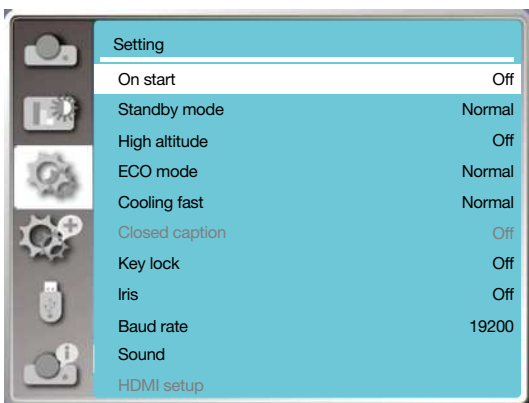 Setting
On start Off
Standby mode Normal
High altitude Off
ECO mode Normal
Cooling fast Normal
Closed caption Off
Key lock Off
Iris Off
Baud rate 19200
Sound
HDMI setup